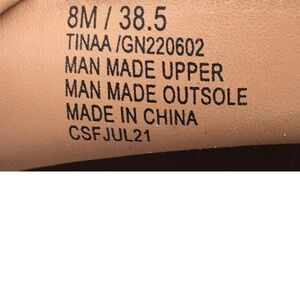 8M / 38.5
TINAA /GN220602
MAN MADE UPPER
MAN MADE OUTSOLE
MADE IN CHINA
CSFJUL21